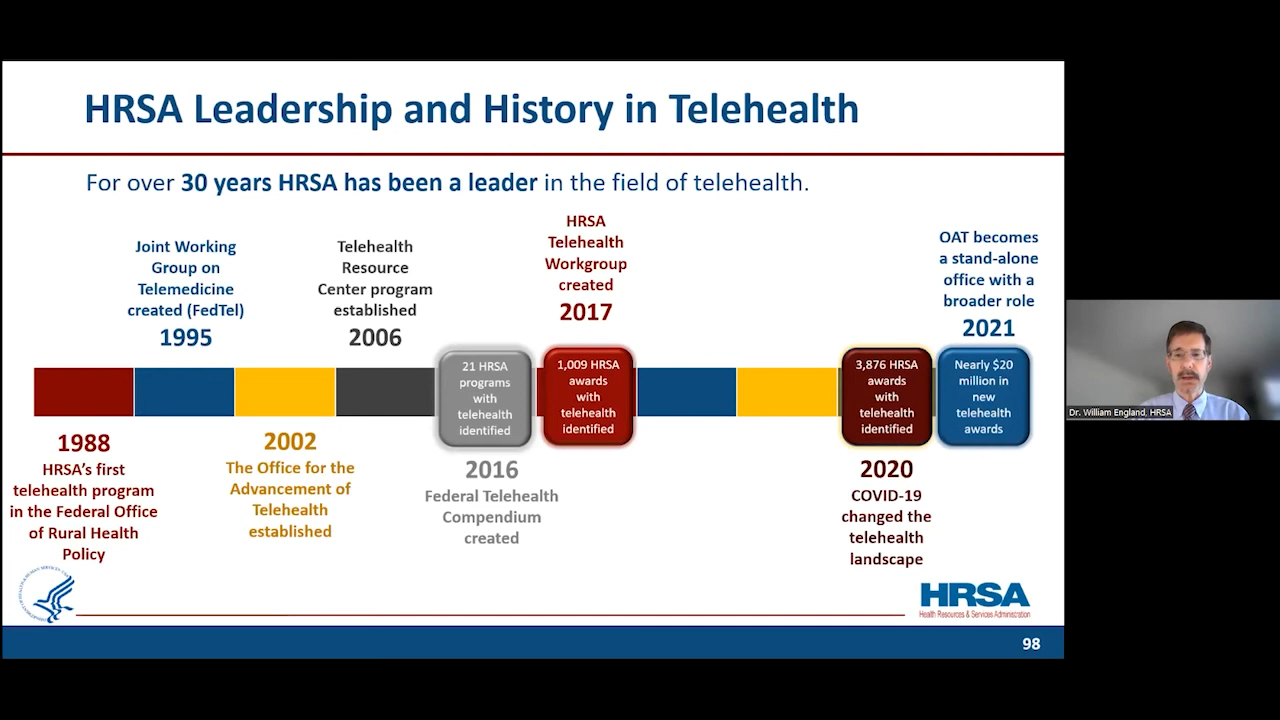 HRSA Leadership and History in Telehealth
For over 30 years HRSA has been a leader in the field of telehealth.
Joint Working
Group on
Telemedicine
created (FedTel)
1995
Telehealth
Resource
Center program
established
2006
HRSA
Telehealth
Workgroup
created
2017
OAT becomes
a stand-alone
office with a
broader role
2021
21 HRSA
programs
with
telehealth
identified
1,009 HRSA
awards
with
telehealth
identified
3,876 HRSA
awards
with
telehealth
identified
Nearly $20
million in
new
telehealth
awards
1988
HRSA's first
telehealth program
in the Federal Office
of Rural Health
Policy
2002
The Office for the
Advancement of
Telehealth
established
2016
Federal Telehealth
Compendium
created
2020
COVID-19
changed the
telehealth
landscape
HRSA
Health Resources & Services Administration
98
Dr. William England, HRSA